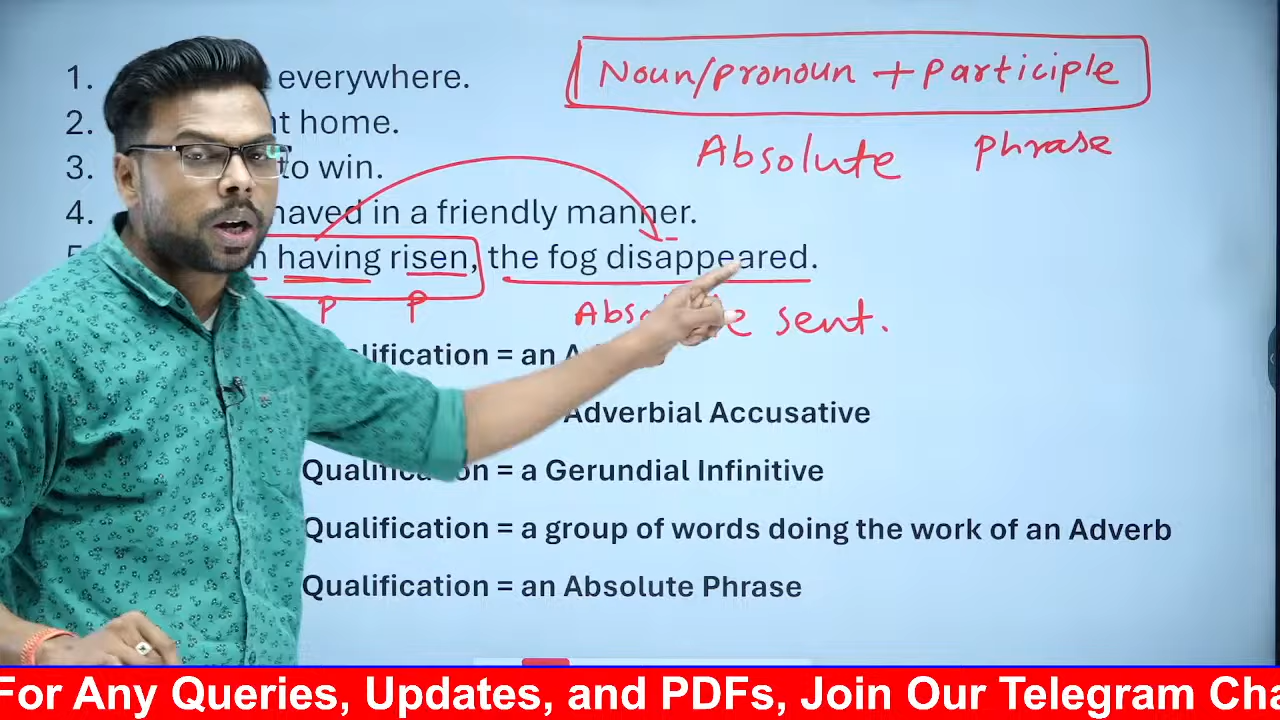 Noun/pronoun + participle
1. everywhere.
2. at home.
Absolute phrase
3. to win.
4. haved in a friendly manner.
having risen, the fog disappeared.
P P
sent.
= an
Adverbial Accusative
Qualification = a Gerundial Infinitive
Qualification = a group of words doing the work of an Adverb
Qualification = an Absolute Phrase
For Any Queries, Updates, and PDFs, Join Our Telegram Cha